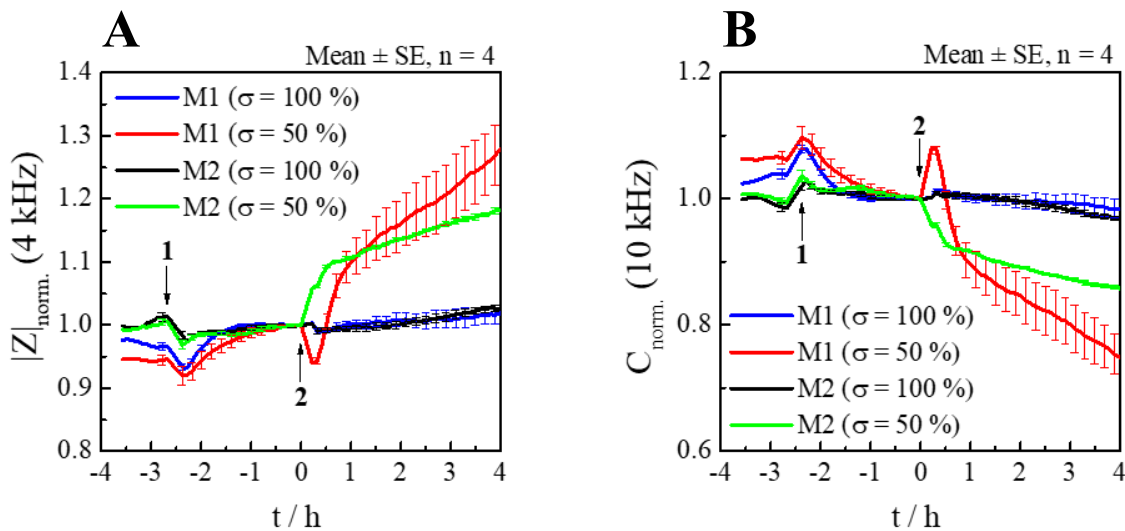 A
Mean ± SE, n = 4
|Z|norm. (4 kHz)
1.4
1.3
1.2
1.1
1.0
0.9
0.8
M1 (σ = 100 %)
M1 (σ = 50 %)
M2 (σ = 100 %)
M2 (σ = 50 %)
1
2
-4 -3 -2 -1 0 1 2 3 4
t / h
B
Mean ± SE, n = 4
C norm. (10 kHz)
1.2
1.0
0.8
0.6
2
1
M1 (σ = 100 %)
M1 (σ = 50 %)
M2 (σ = 100 %)
M2 (σ = 50 %)
-4 -3 -2 -1 0 1 2 3 4
t / h